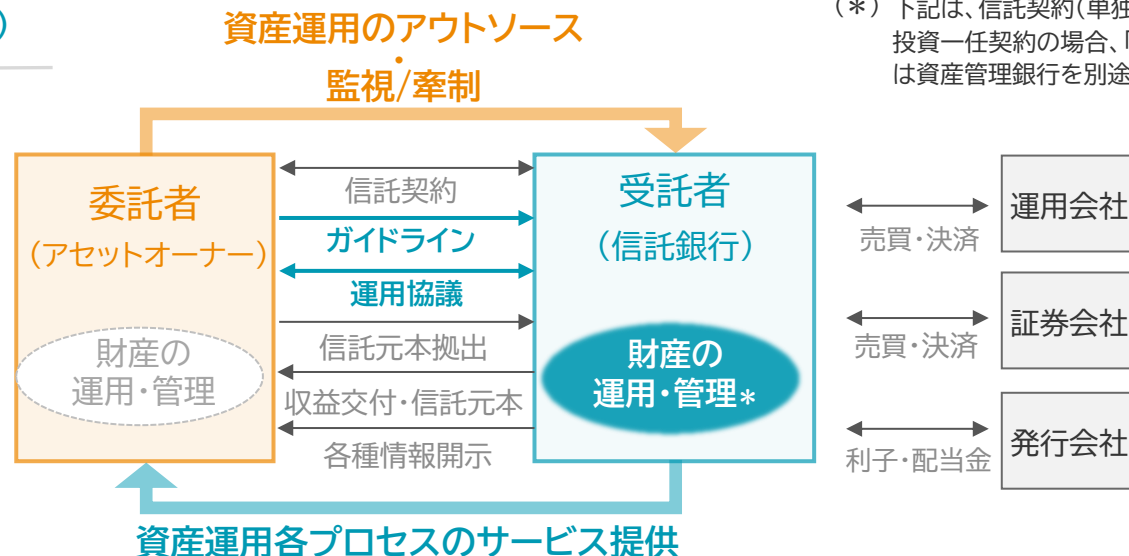 )
資産運用のアウトソース
・
監視/牽制
(*)下記は、信託契約(単独
投資一任契約の場合、「
は資産管理銀行を別途
委託者
(アセットオーナー)
財産の
運用・管理
信託契約
ガイドライン
運用協議
信託元本拠出
収益交付・信託元本
各種情報開示
受託者
(信託銀行)
財産の
運用・管理*
売買・決済
運用会社
売買・決済
証券会社
利子・配当金
発行会社
資産運用各プロセスのサービス提供